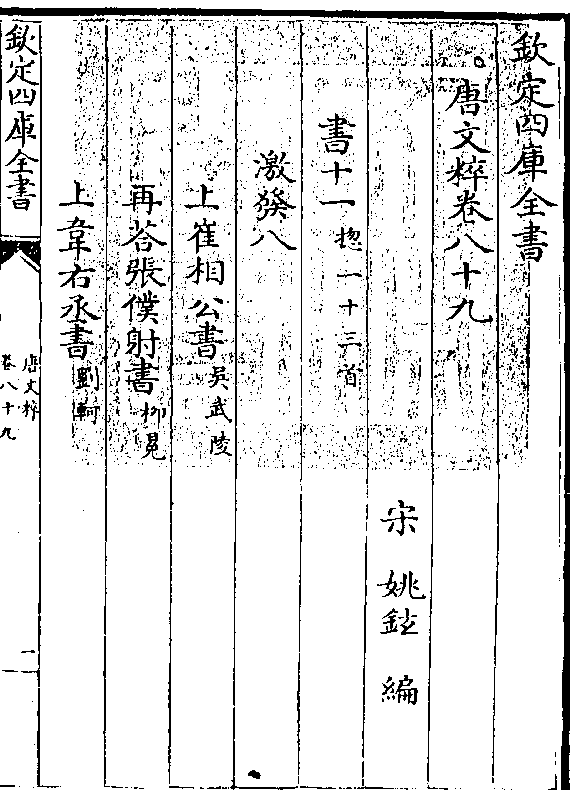 欽定四庫全書
唐文粹卷八十九
宋 姚鉉 編
書十一 揔一十三首
激發八
上崔相公書 吳武陵
再荅張僕射書 柳冕
上韋右丞書 劉軻
欽定四庫全書
唐文粹
卷八十九
一